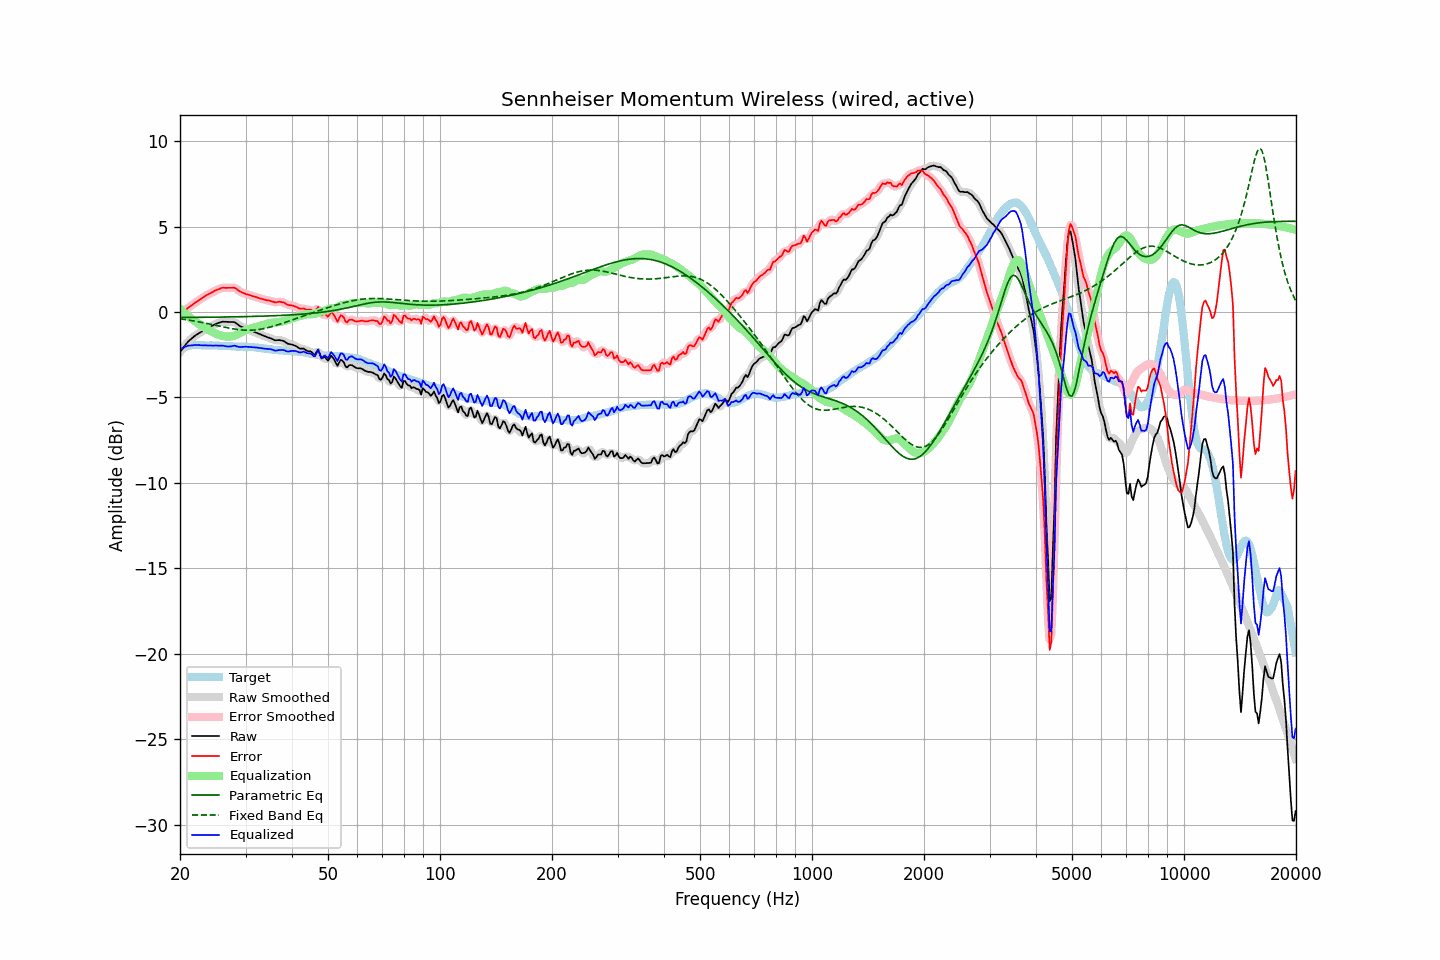 Sennheiser Momentum Wireless (wired, active)
10
5
0
−5
−10
−15
−20
−25
−30
Amplitude (dBr)
Target
Raw Smoothed
Error Smoothed
Raw
Error
Equalization
Parametric Eq
Fixed Band Eq
Equalized
20 50 100 200 500 1000 2000 5000 10000 20000
Frequency (Hz)